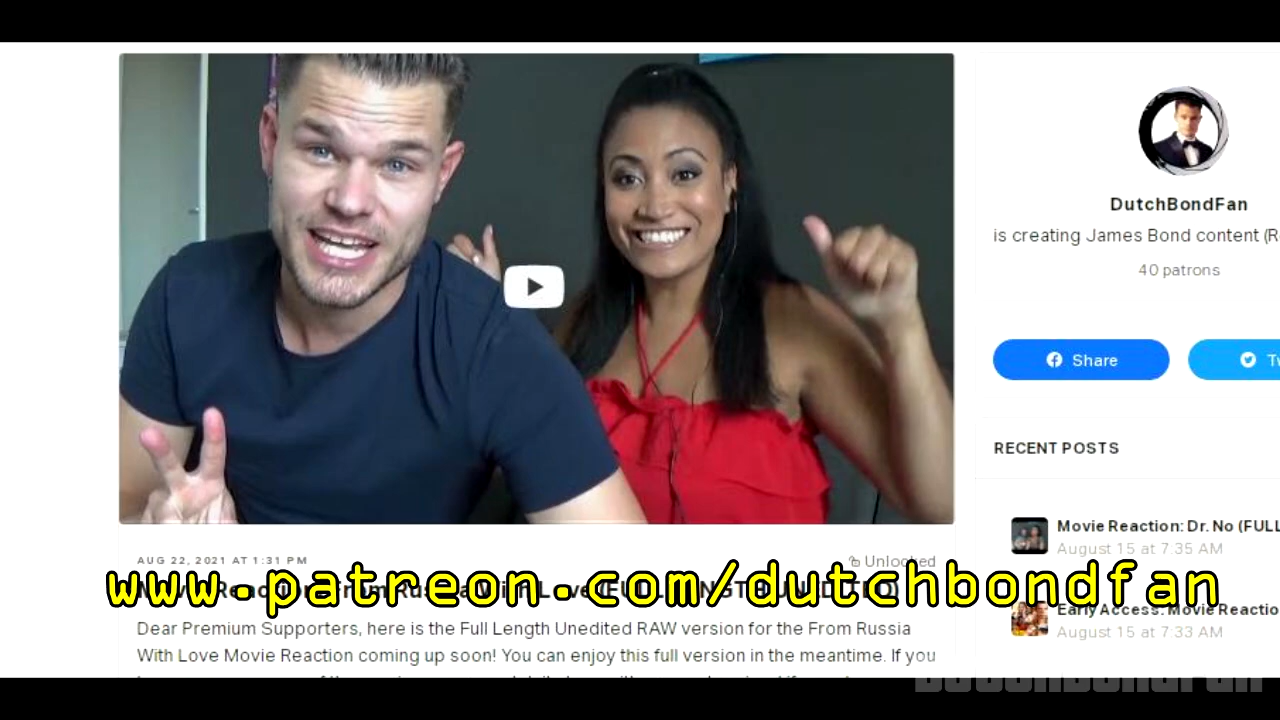 DutchBondFan
is creating James Bond content (R
40 patrons
Share
Tw
RECENT POSTS
Movie Reaction: Dr. No (FULL
August 15 at 7:35 AM
Early Access: Movie Reactio
August 15 at 7:33 AM
AUG 22, 2021 AT 1:31 PM
Unlocked
www.patreon.com/dutchbondfan
Dear Premium Supporters, here is the Full Length Unedited RAW version for the From Russia
With Love Movie Reaction coming up soon! You can enjoy this full version in the meantime. If you